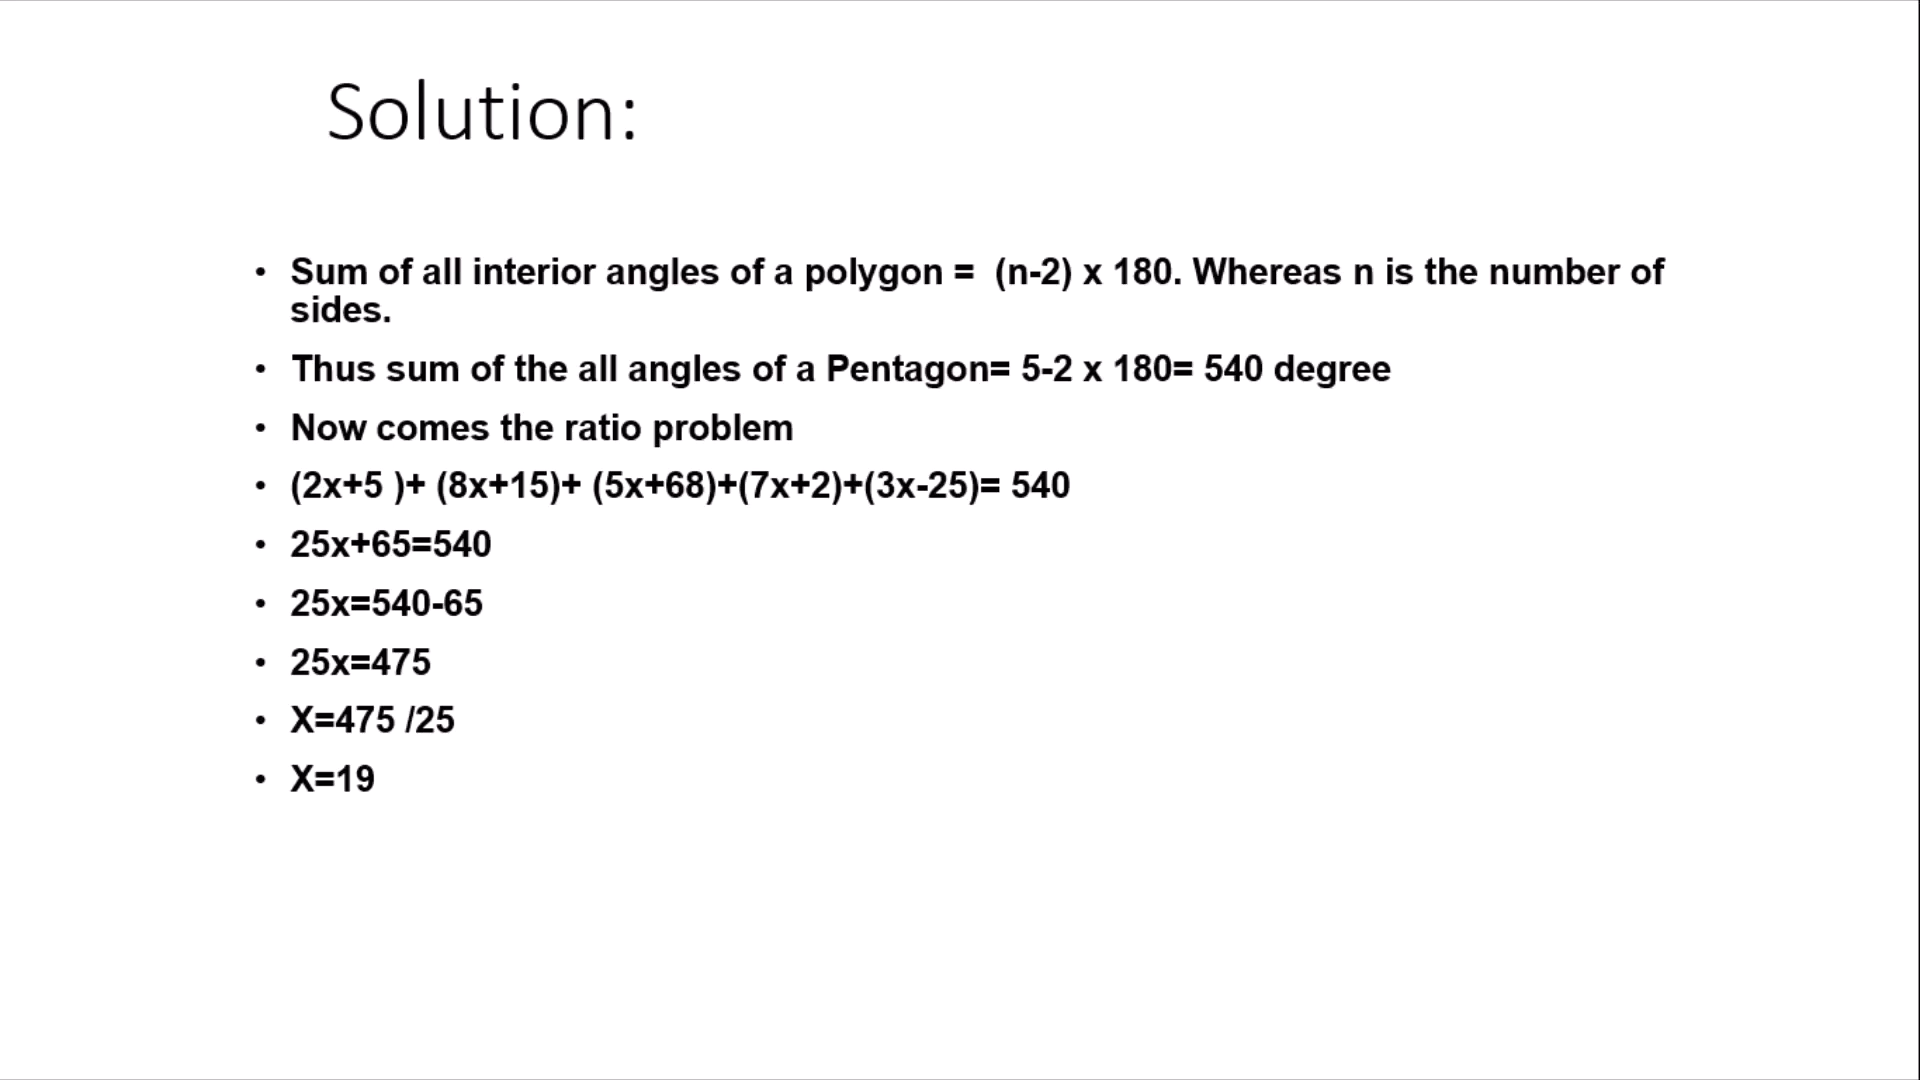 Solution:
• Sum of all interior angles of a polygon =  (n-2) x 180. Whereas n is the number of
sides.
• Thus sum of the all angles of a Pentagon= 5-2 x 180= 540 degree
• Now comes the ratio problem
• (2x+5 )+ (8x+15)+ (5x+68)+(7x+2)+(3x-25)= 540
• 25x+65=540
• 25x=540-65
• 25x=475
• X=475 /25
• X=19